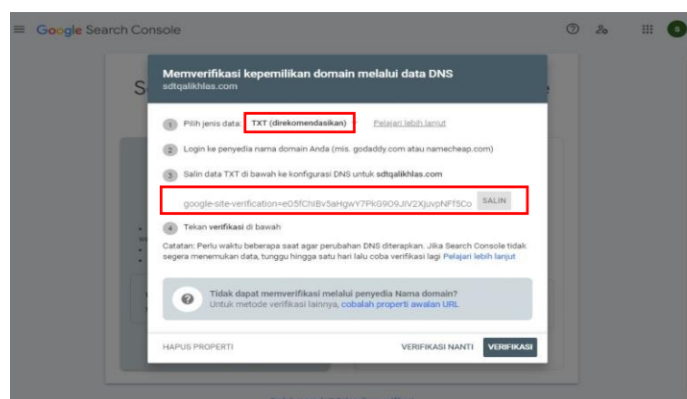 Google Search Console
Memverifikasi kepemilikan domain melalui data DNS
sdtqalikhlas.com
1 Pilih jenis data: TXT (direkomendasikan) Pelajari lebih lanjut
2 Login ke penyedia nama domain Anda (mis. godaddy.com atau namecheap.com)
3 Salin data TXT di bawah ke konfigurasi DNS untuk sdtqalikhlas.com
SALIN
4 Tekan verifikasi di bawah
Catatan: Perlu waktu beberapa saat agar perubahan DNS diterapkan. Jika Search Console tidak
segera menemukan data, tunggu hingga satu hari lalu coba verifikasi lagi Pelajari lebih lanjut
Tidak dapat memverifikasi melalui penyedia Nama domain?
Untuk metode verifikasi lainnya, cobalah properti awalan URL.
HAPUS PROPERTI VERIFIKASI NANTI VERIFIKASI